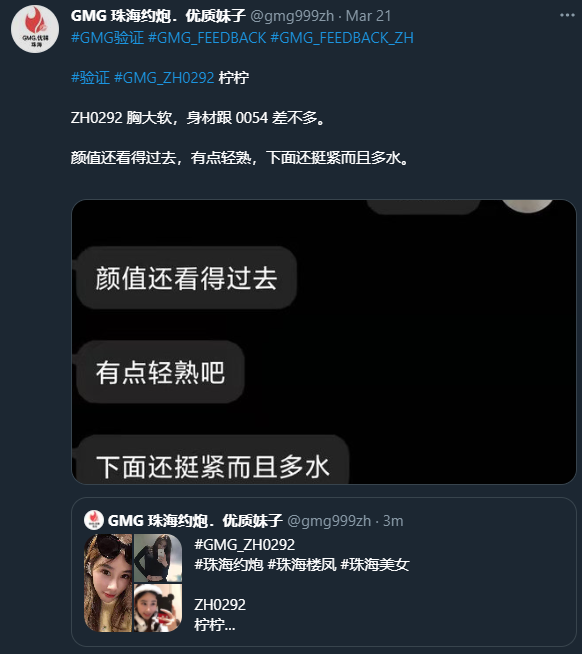 GMG 珠海约炮．优质妹子 @gmg999zh · Mar 21
#GMG验证 #GMG_FEEDBACK #GMG_FEEDBACK_ZH
#验证 #GMG_ZH0292 柠柠
ZH0292 胸大软，身材跟 0054 差不多。
颜值还看得过去，有点轻熟，下面还挺紧而且多水。
GMG.优铸
珠海
颜值还看得过去
有点轻熟吧
下面还挺紧而且多水
GMG 珠海约炮．优质妹子 @gmg999zh · 3m
#GMG_ZH0292
#珠海约炮 #珠海楼凤 #珠海美女
ZH0292
柠柠...